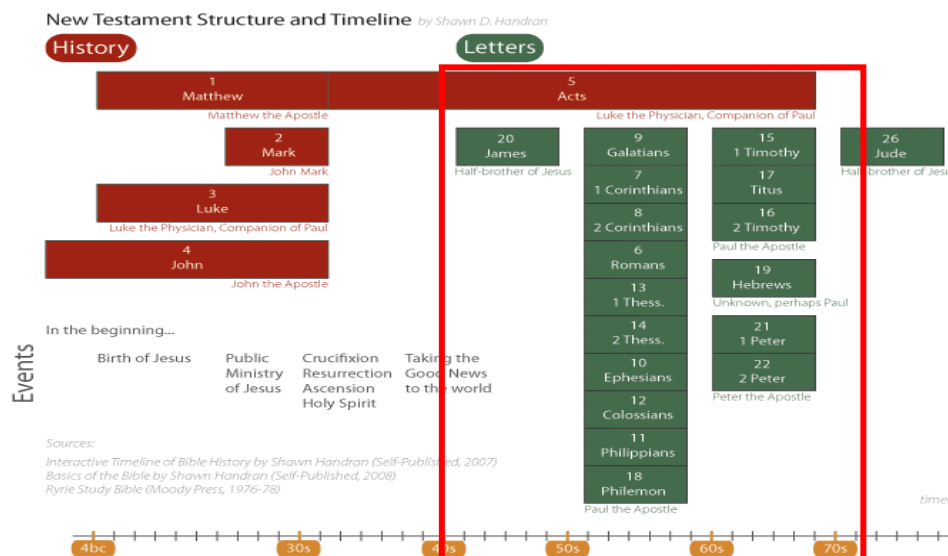 New Testament Structure and Timeline by Shawn D. Handran
History
Letters
1
Matthew
Matthew the Apostle
5
Acts
Luke the Physician, Companion of Paul
2
Mark
John Mark
3
Luke
Luke the Physician, Companion of Paul
4
John
John the Apostle
20
James
Half-brother of Jesus
9
Galatians
7
1 Corinthians
8
2 Corinthians
6
Romans
13
1 Thess.
14
2 Thess.
10
Ephesians
12
Colossians
11
Philippians
18
Philemon
Paul the Apostle
15
1 Timothy
17
Titus
16
2 Timothy
Paul the Apostle
19
Hebrews
Unknown, perhaps Paul
21
1 Peter
22
2 Peter
Peter the Apostle
26
Jude
Half-brother of Jesu
Events
In the beginning...
Birth of Jesus
Public
Ministry
of Jesus
Crucifixion
Resurrection
Ascension
Holy Spirit
Taking the
Good News
to the world
Sources:
Interactive Timeline of Bible History by Shawn Handran (Self-Published, 2007)
Basics of the Bible by Shawn Handran (Self-Published, 2008)
Ryrie Study Bible (Moody Press, 1976-78)
time
4bc
30s
40s
50s
60s
70s